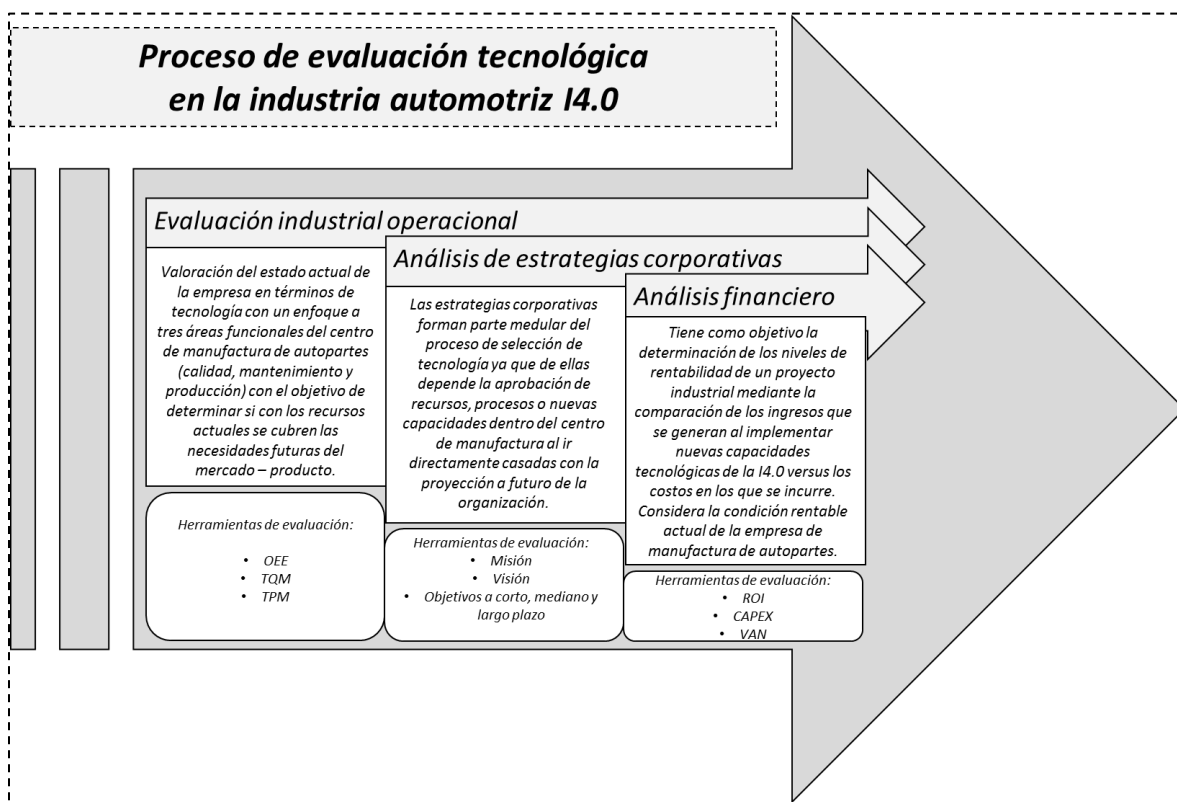 Proceso de evaluación tecnológica
en la industria automotriz I4.0
Evaluación industrial operacional
Valoración del estado actual de
la empresa en términos de
tecnología con un enfoque a
tres áreas funcionales del centro
de manufactura de autopartes
(calidad, mantenimiento y
producción) con el objetivo de
determinar si con los recursos
actuales se cubren las
necesidades futuras del
mercado – producto.
Herramientas de evaluación:
• OEE
• TQM
• TPM
Análisis de estrategias corporativas
Las estrategias corporativas
forman parte medular del
proceso de selección de
tecnología ya que de ellas
depende la aprobación de
recursos, procesos o nuevas
capacidades dentro del
centro de manufactura al ir
directamente casadas con la
proyección a futuro de la
organización.
Herramientas de evaluación:
• Misión
• Visión
• Objetivos a corto, mediano y
largo plazo
Análisis financiero
Tiene como objetivo la
determinación de los niveles de
rentabilidad de un proyecto
industrial mediante la
comparación de los ingresos que
se generan al implementar
nuevas capacidades
tecnológicas de la I4.0 versus los
costos en los que se incurre.
Considera la condición rentable
actual de la empresa de
manufactura de autopartes.
Herramientas de evaluación:
• ROI
• CAPEX
• VAN